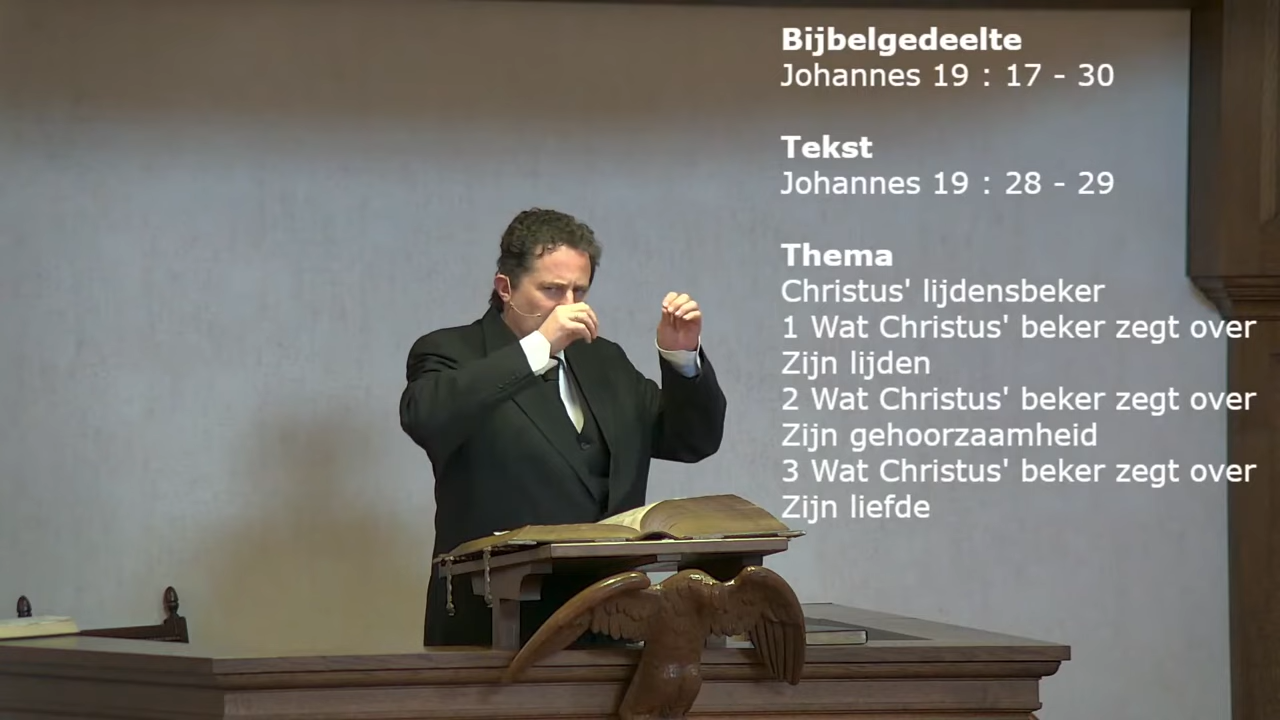 Bijbelgedeelte
Johannes 19 : 17 - 30
Tekst
Johannes 19 : 28 - 29
Thema
Christus' lijdensbeker
1 Wat Christus' beker zegt over
Zijn lijden
2 Wat Christus' beker zegt over
Zijn gehoorzaamheid
3 Wat Christus' beker zegt over
Zijn liefde